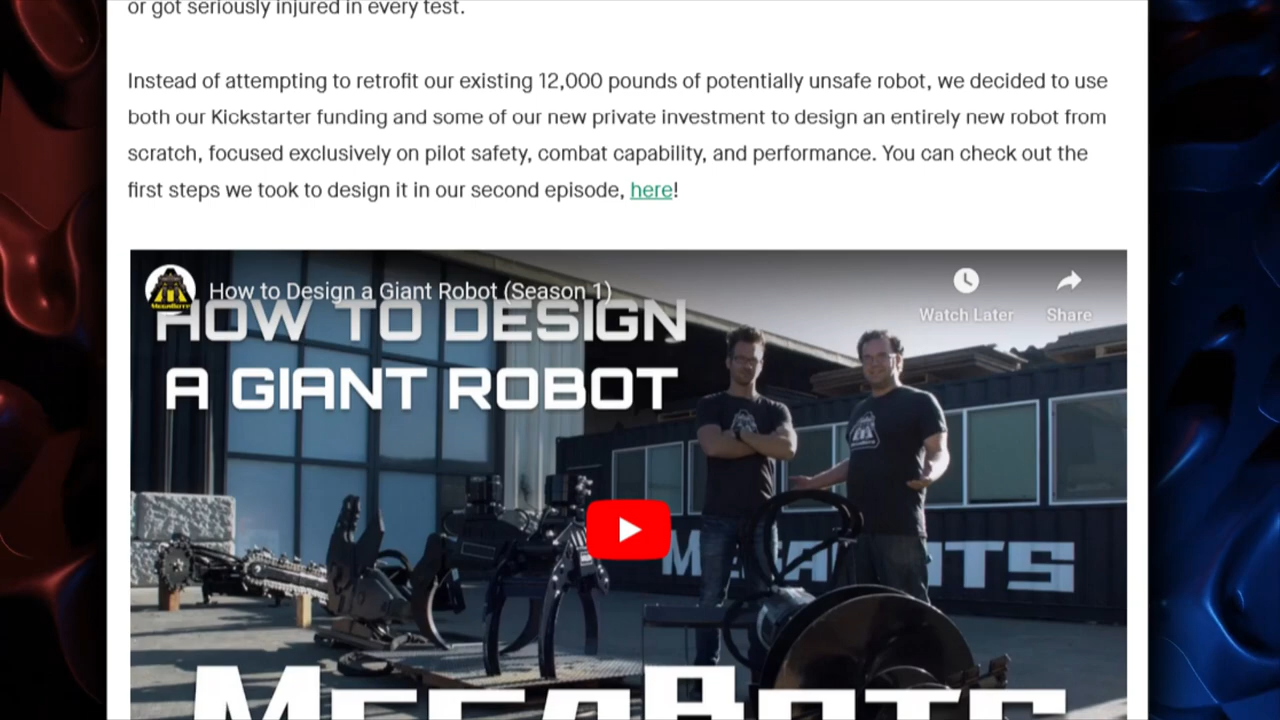 or got seriously injured in every test.
Instead of attempting to retrofit our existing 12,000 pounds of potentially unsafe robot, we decided to use
both our Kickstarter funding and some of our new private investment to design an entirely new robot from
scratch, focused exclusively on pilot safety, combat capability, and performance. You can check out the
first steps we took to design it in our second episode, here!
How to Design a Giant Robot (Season 1)
Watch Later
Share
HOW TO DESIGN
A GIANT ROBOT
MEGABOTS
MEGABOTS